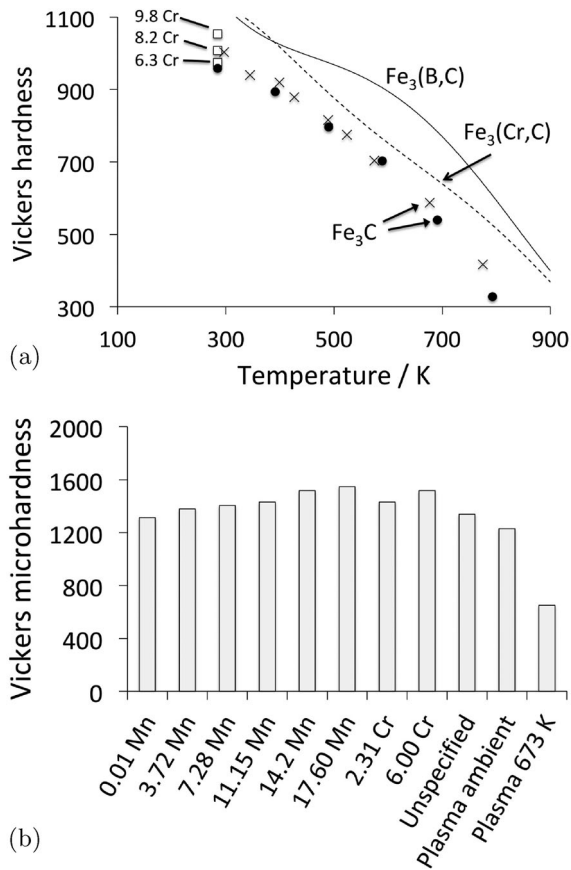 1100
9.8 Cr
8.2 Cr
6.3 Cr
900
Fe₃(B,C)
Fe₃(Cr,C)
700
500
Fe₃C
300
Vickers hardness
100 300 500 700 900
(a)
Temperature / K
2000
1600
1200
800
400
0
Vickers microhardness
0.01 Mn
3.72 Mn
7.28 Mn
11.15 Mn
14.2 Mn
17.60 Mn
2.31 Cr
6.00 Cr
Unspecified
Plasma ambient
Plasma 673 K
(b)